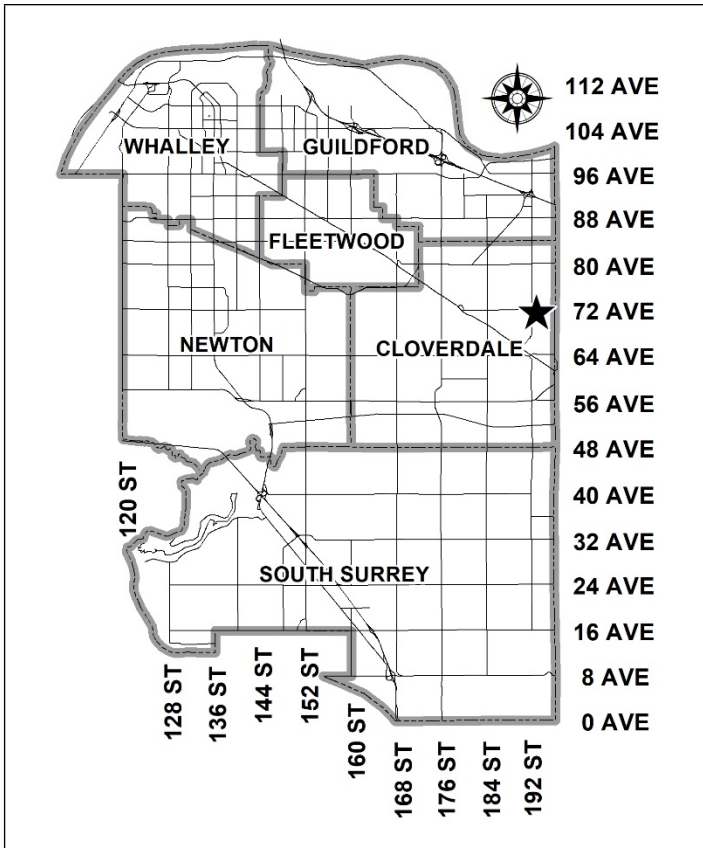 112 AVE
104 AVE
WHALLEY
GUILDFORD
96 AVE
88 AVE
FLEETWOOD
80 AVE
72 AVE
NEWTON
CLOVERDALE
64 AVE
56 AVE
48 AVE
120 ST
40 AVE
32 AVE
SOUTH SURREY
24 AVE
16 AVE
8 AVE
0 AVE
128 ST
136 ST
144 ST
152 ST
160 ST
168 ST
176 ST
184 ST
192 ST